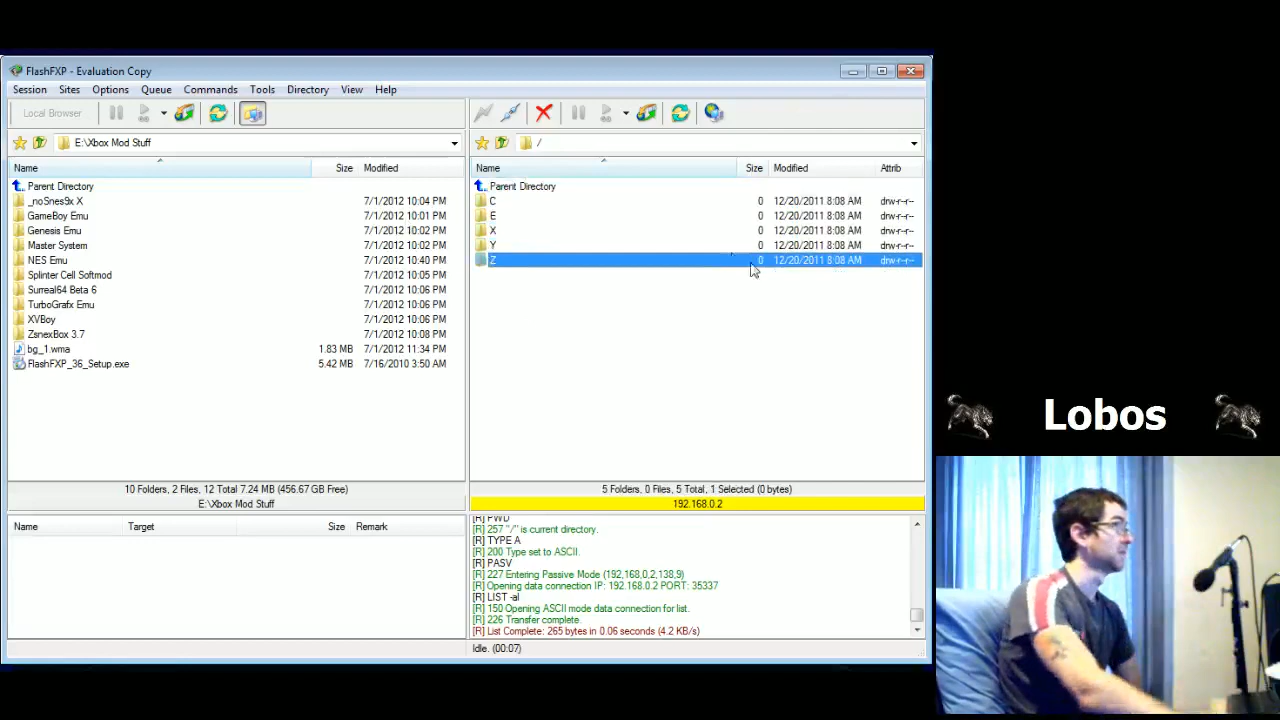 FlashFXP - Evaluation Copy
Session Sites Options Queue Commands Tools Directory View Help
Local Browser
E:\Xbox Mod Stuff
/
Name Size Modified
Name Size Modified Attrib
Parent Directory
Parent Directory
_noSnes9x X 7/1/2012 10:04 PM
C 0 12/20/2011 8:08 AM drw-r-r--
GameBoy Emu 7/1/2012 10:01 PM
E 0 12/20/2011 8:08 AM drw-r-r--
Genesis Emu 7/1/2012 10:02 PM
X 0 12/20/2011 8:08 AM drw-r-r--
Master System 7/1/2012 10:02 PM
Y 0 12/20/2011 8:08 AM drw-r-r--
NES Emu 7/1/2012 10:40 PM
Z 0 12/20/2011 8:08 AM drw-r-r--
Splinter Cell Softmod 7/1/2012 10:05 PM
Surreal64 Beta 6 7/1/2012 10:06 PM
TurboGrafx Emu 7/1/2012 10:06 PM
XVBoy 7/1/2012 10:06 PM
ZsnexBox 3.7 7/1/2012 10:08 PM
bg_1.wma 1.83 MB 7/1/2012 11:34 PM
FlashFXP_36_Setup.exe 5.42 MB 7/16/2010 3:50 AM
10 Folders, 2 Files, 12 Total 7.24 MB (456.67 GB Free)
E:\Xbox Mod Stuff
5 Folders, 0 Files, 5 Total, 1 Selected (0 bytes)
192.168.0.2
Name Target Size Remark
[R] PWD
[R] 257 "/" is current directory.
[R] TYPE A
[R] 200 Type set to ASCII.
[R] PASV
[R] 227 Entering Passive Mode (192,168,0,2,138,9)
[R] Opening data connection IP: 192.168.0.2 PORT: 35337
[R] LIST -al
[R] 150 Opening ASCII mode data connection for list.
[R] 226 Transfer complete.
[R] List Complete: 265 bytes in 0.06 seconds (4.2 KB/s)
Idle. (00:07)
Lobos